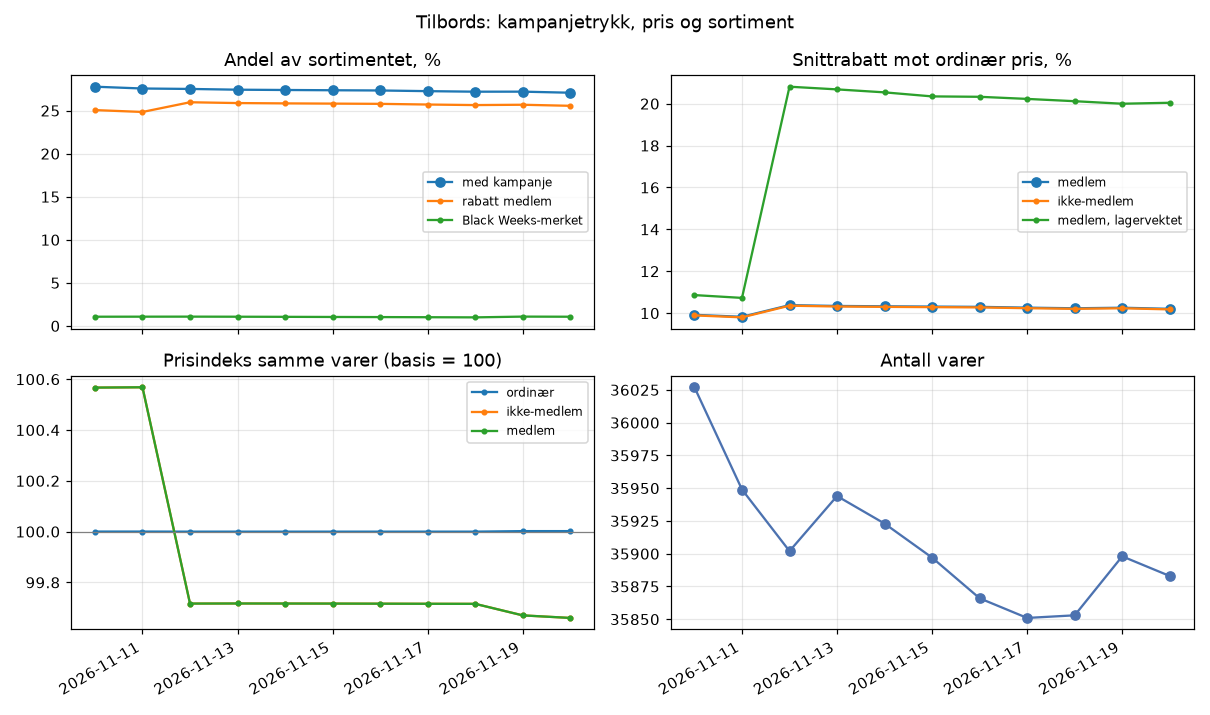 Tilbords: kampanjetrykk, pris og sortiment
Andel av sortimentet, %
25
20
15
10
5
0
med kampanje
rabatt medlem
Black Weeks-merket
Snittrabatt mot ordinær pris, %
20
18
16
14
12
10
medlem
ikke-medlem
medlem, lagervektet
Prisindeks samme varer (basis = 100)
100.6
100.4
100.2
100.0
99.8
ordinær
ikke-medlem
medlem
2026-11-11
2026-11-13
2026-11-15
2026-11-17
2026-11-19
Antall varer
36025
36000
35975
35950
35925
35900
35875
35850
2026-11-11
2026-11-13
2026-11-15
2026-11-17
2026-11-19